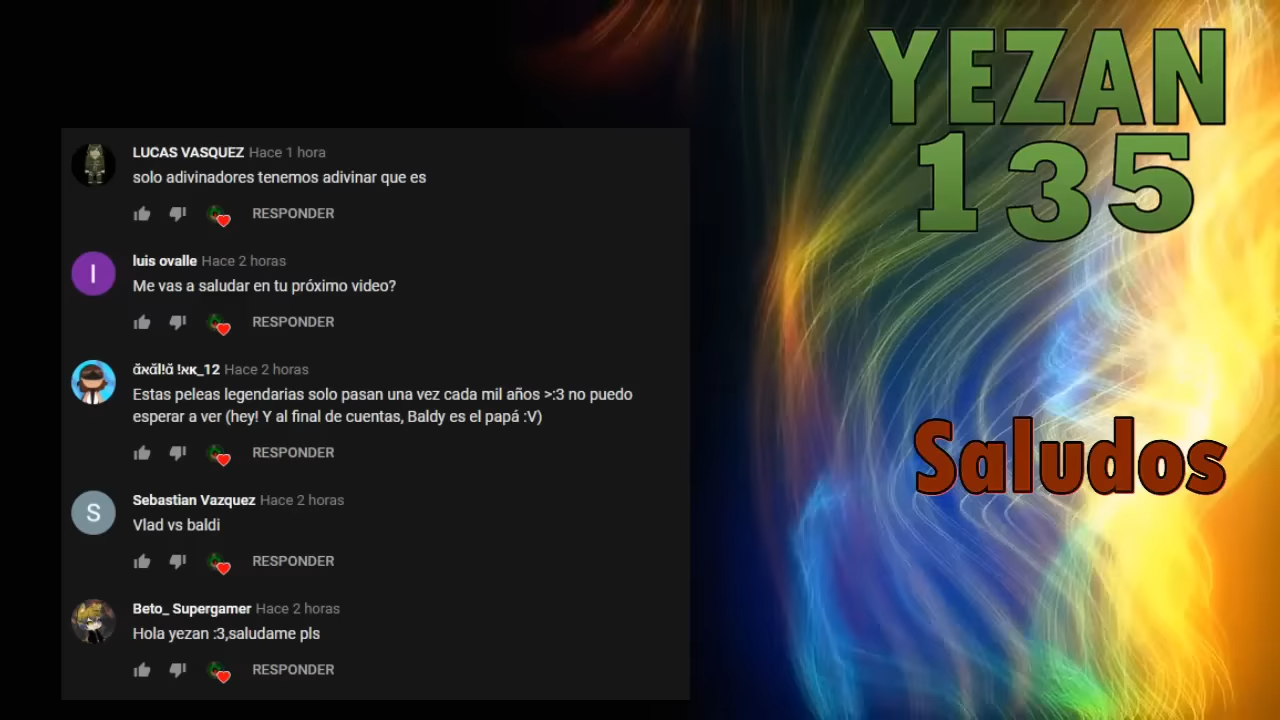 YEZAN
135
LUCAS VASQUEZ Hace 1 hora
solo adivinadores tenemos adivinar que es
RESPONDER
luis ovalle Hace 2 horas
I
Me vas a saludar en tu próximo video?
RESPONDER
ӑאӑl!ӑ !אĸ_12 Hace 2 horas
Estas peleas legendarias solo pasan una vez cada mil años >:3 no puedo
esperar a ver (hey! Y al final de cuentas, Baldy es el papá :V)
RESPONDER
Sebastian Vazquez Hace 2 horas
S
Vlad vs baldi
RESPONDER
Beto_ Supergamer Hace 2 horas
Hola yezan :3,saludame pls
RESPONDER
Saludos